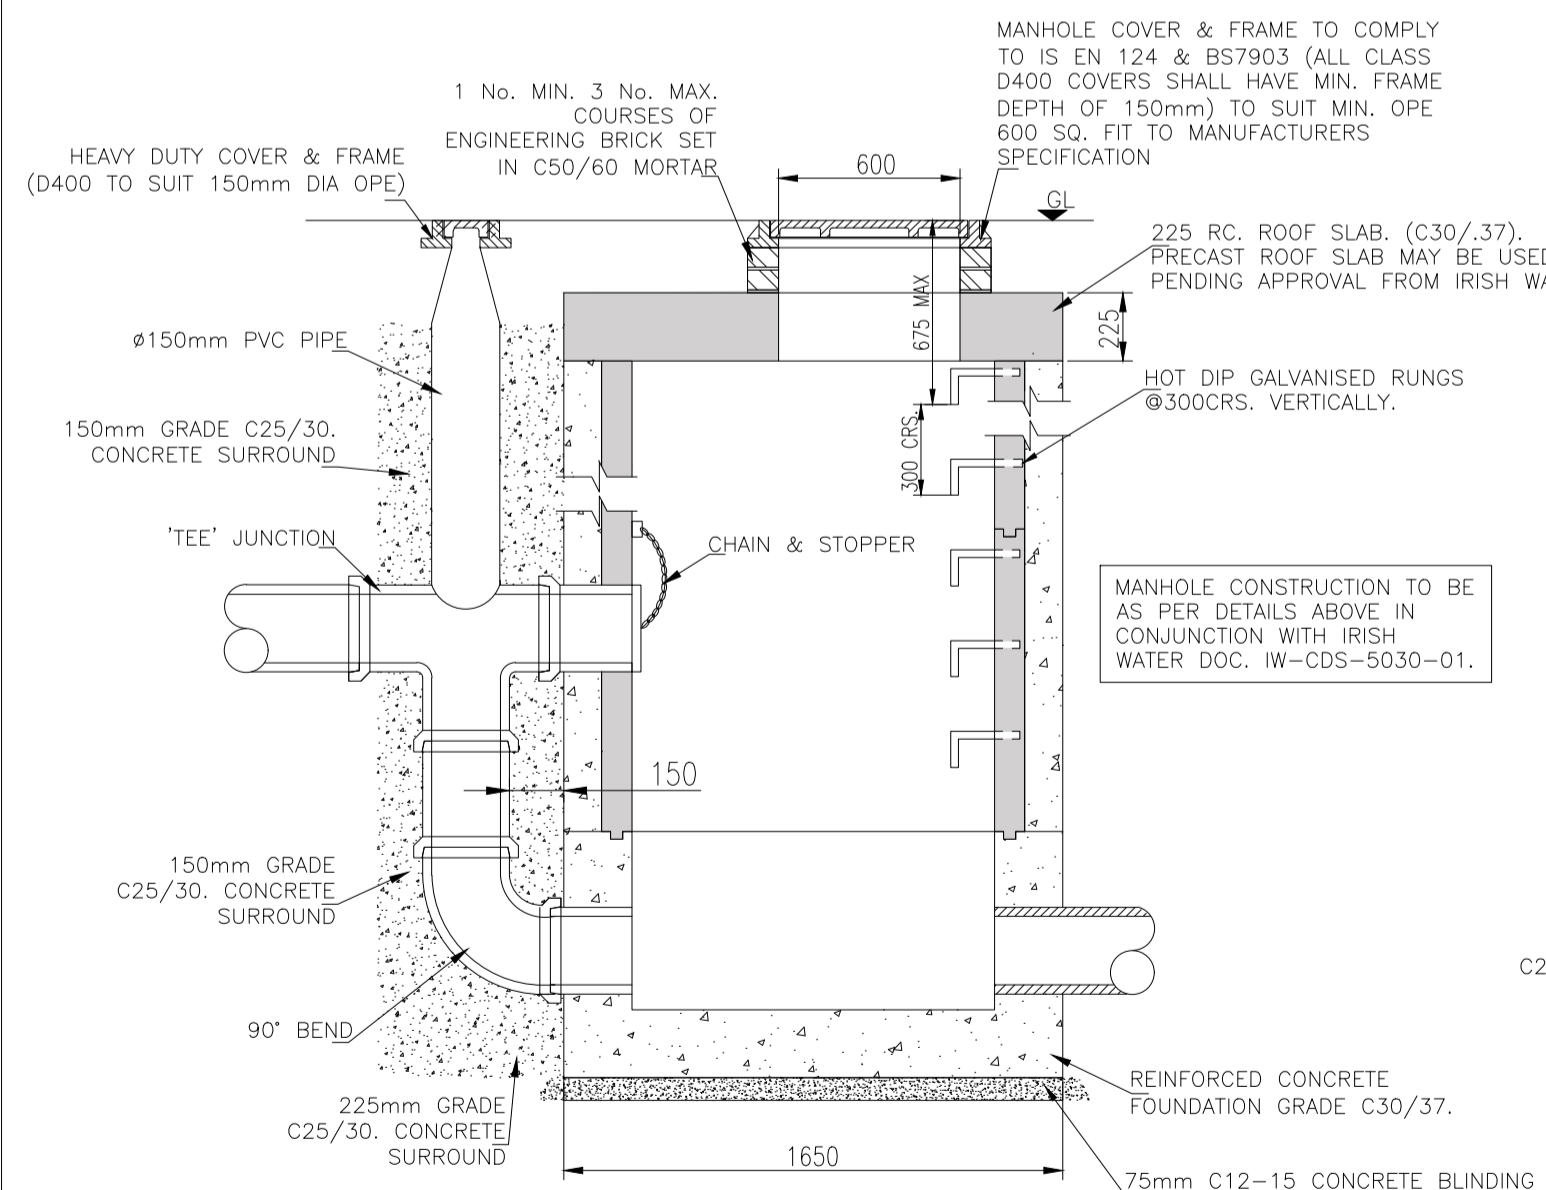 MANHOLE COVER & FRAME TO COMPLY
TO IS EN 124 & BS7903 (ALL CLASS
D400 COVERS SHALL HAVE MIN. FRAME
DEPTH OF 150mm) TO SUIT MIN. OPE
600 SQ. FIT TO MANUFACTURERS
SPECIFICATION
1 No. MIN. 3 No. MAX.
COURSES OF
ENGINEERING BRICK SET
IN C50/60 MORTAR
HEAVY DUTY COVER & FRAME
(D400 TO SUIT 150mm DIA OPE)
600
GL
225 RC. ROOF SLAB. (C30/.37).
PRECAST ROOF SLAB MAY BE USED
PENDING APPROVAL FROM IRISH WA
675 MAX
225
ø150mm PVC PIPE
HOT DIP GALVANISED RUNGS
@300CRS. VERTICALLY.
150mm GRADE C25/30.
CONCRETE SURROUND
300 CRS.
'TEE' JUNCTION
CHAIN & STOPPER
MANHOLE CONSTRUCTION TO BE
AS PER DETAILS ABOVE IN
CONJUNCTION WITH IRISH
WATER DOC. IW-CDS-5030-01.
150
150mm GRADE
C25/30. CONCRETE
SURROUND
C2
90° BEND
REINFORCED CONCRETE
FOUNDATION GRADE C30/37.
225mm GRADE
C25/30. CONCRETE
SURROUND
1650
75mm C12-15 CONCRETE BLINDING